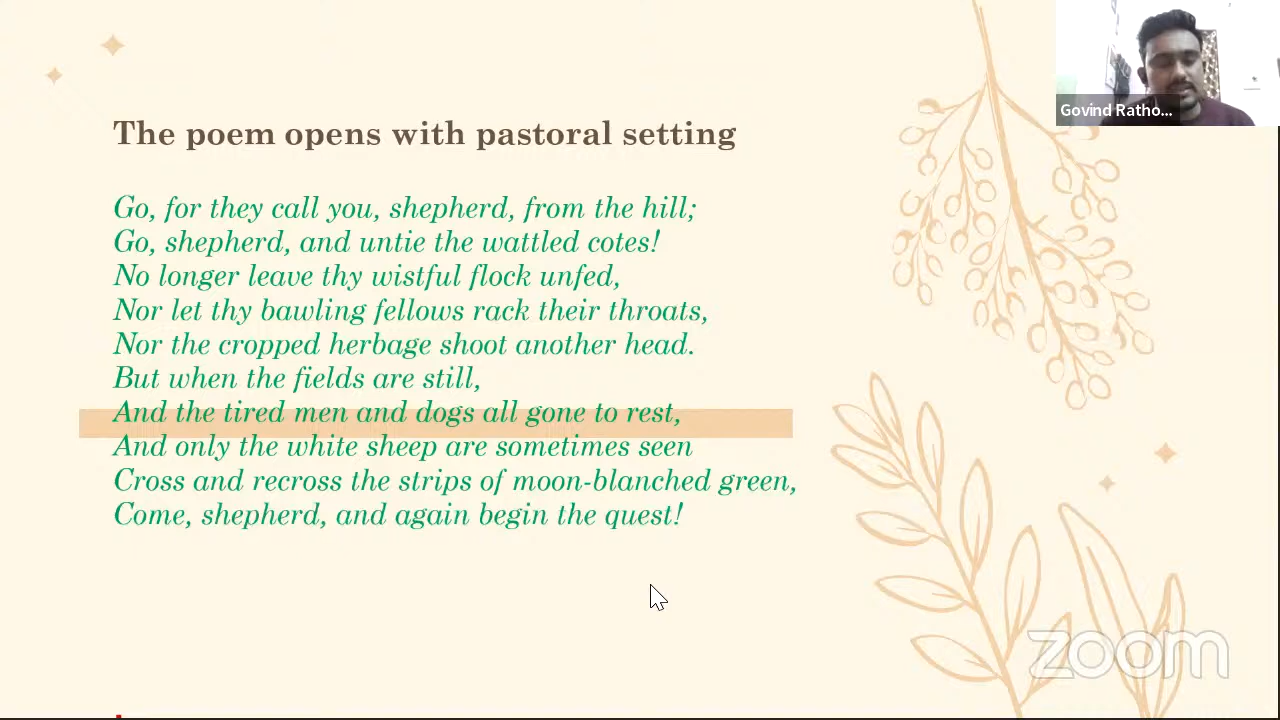 Govind Ratho...
The poem opens with pastoral setting
Go, for they call you, shepherd, from the hill;
Go, shepherd, and untie the wattled cotes!
No longer leave thy wistful flock unfed,
Nor let thy bawling fellows rack their throats,
Nor the cropped herbage shoot another head.
But when the fields are still,
And the tired men and dogs all gone to rest,
And only the white sheep are sometimes seen
Cross and recross the strips of moon-blanched green,
Come, shepherd, and again begin the quest!
zoom